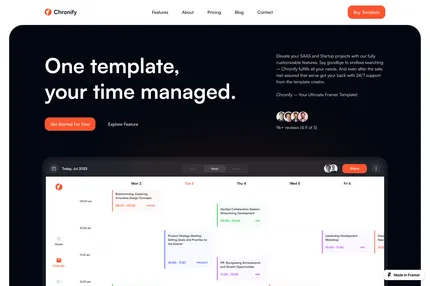 Chronify
Features
About
Pricing
Blog
Contact
Buy Template
One template,
your time managed.
Elevate your SAAS and Startup projects with our fully
customizable features. Say goodbye to endless searching
— Chronify fulfills all your needs. And even after the sale,
rest assured that we've got your back with 24/7 support
from the template creator.
Chronify — Your Ultimate Framer Template!
Get Started For Free
Explore Feature
96+ reviews (4.9 of 5)
Today, Jul 2023
Week
Share
Mon 2
Tue 3
Thu 4
Wed 5
Fri 6
Brainstorming: Exploring
Innovative Design Concepts
DevOps Collaboration Session:
Streamlining Development
Product Strategy Meeting:
Setting Goals and Priorities for
the Quarter
Leadership Development
Workshop
PR: Recognizing Achievements
and Growth Opportunities
Home
Calendar
Made in Framer